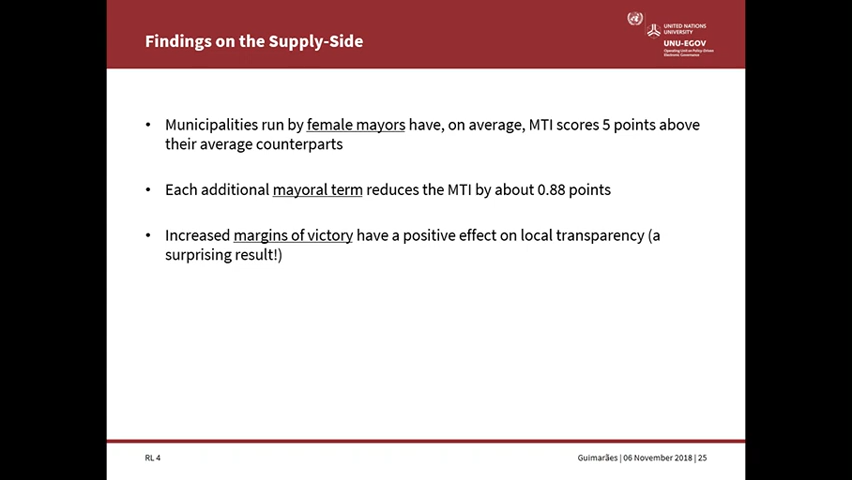 Findings on the Supply-Side
UNITED NATIONS
UNIVERSITY
UNU-EGOV
Operating Unit on Policy-Driven
Electronic Governance
• Municipalities run by female mayors have, on average, MTI scores 5 points above
their average counterparts
• Each additional mayoral term reduces the MTI by about 0.88 points
• Increased margins of victory have a positive effect on local transparency (a
surprising result!)
RL 4
Guimarães | 06 November 2018 | 25